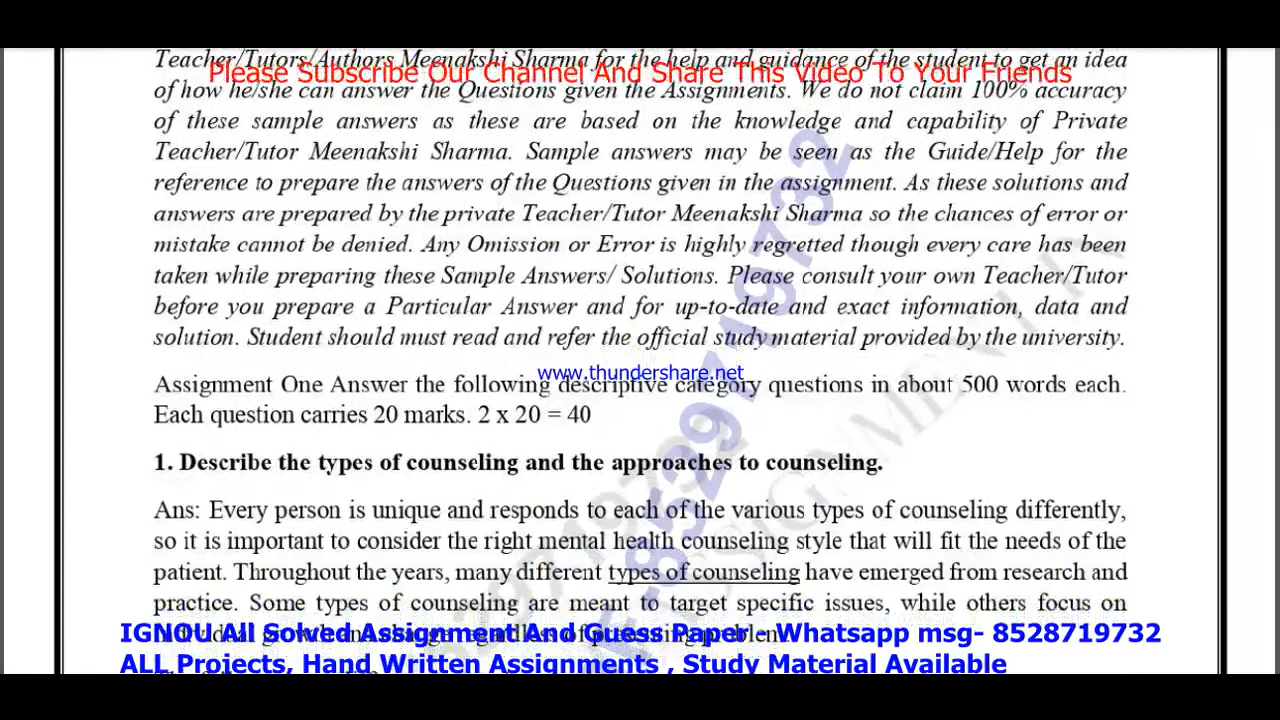 Teacher/Tutors/Authors Meenakshi Sharma for the help and guidance of the student to get an idea
Please Subscribe Our Channel And Share This Video To Your Friends
of how he/she can answer the Questions given the Assignments. We do not claim 100% accuracy
of these sample answers as these are based on the knowledge and capability of Private
Teacher/Tutor Meenakshi Sharma. Sample answers may be seen as the Guide/Help for the
reference to prepare the answers of the Questions given in the assignment. As these solutions and
answers are prepared by the private Teacher/Tutor Meenakshi Sharma so the chances of error or
mistake cannot be denied. Any Omission or Error is highly regretted though every care has been
taken while preparing these Sample Answers/ Solutions. Please consult your own Teacher/Tutor
before you prepare a Particular Answer and for up-to-date and exact information, data and
solution. Student should must read and refer the official study material provided by the university.
www.thundershare.net
Assignment One Answer the following descriptive category questions in about 500 words each.
Each question carries 20 marks. 2 x 20 = 40
1. Describe the types of counseling and the approaches to counseling.
Ans: Every person is unique and responds to each of the various types of counseling differently,
so it is important to consider the right mental health counseling style that will fit the needs of the
patient. Throughout the years, many different types of counseling have emerged from research and
practice. Some types of counseling are meant to target specific issues, while others focus on
IGNOU All Solved Assignment And Guess Paper - Whatsapp msg- 8528719732
ALL Projects, Hand Written Assignments , Study Material Available